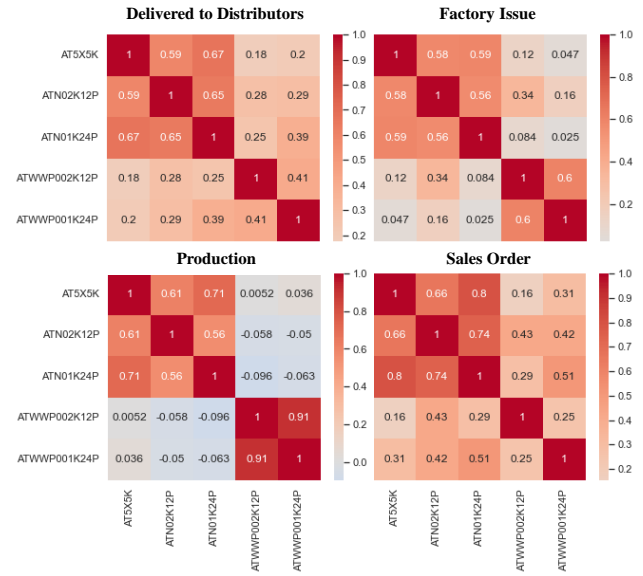 Delivered to Distributors
AT5X5K 1 0.59 0.67 0.18 0.2
ATN02K12P 0.59 1 0.65 0.28 0.29
ATN01K24P 0.67 0.65 1 0.25 0.39
ATWWP002K12P 0.18 0.28 0.25 1 0.41
ATWWP001K24P 0.2 0.29 0.39 0.41 1
1.0
0.9
0.8
0.7
0.6
0.5
0.4
0.3
0.2
Factory Issue
1 0.58 0.59 0.12 0.047
0.58 1 0.56 0.34 0.16
0.59 0.56 1 0.084 0.025
0.12 0.34 0.084 1 0.6
0.047 0.16 0.025 0.6 1
1.0
0.8
0.6
0.4
0.2
Production
AT5X5K 1 0.61 0.71 0.0052 0.036
ATN02K12P 0.61 1 0.56 -0.058 -0.05
ATN01K24P 0.71 0.56 1 -0.096 -0.063
ATWWP002K12P 0.0052 -0.058 -0.096 1 0.91
ATWWP001K24P 0.036 -0.05 -0.063 0.91 1
AT5X5K ATN02K12P ATN01K24P ATWWP002K12P ATWWP001K24P
1.0
0.8
0.6
0.4
0.2
0.0
Sales Order
1 0.66 0.8 0.16 0.31
0.66 1 0.74 0.43 0.42
0.8 0.74 1 0.29 0.51
0.16 0.43 0.29 1 0.25
0.31 0.42 0.51 0.25 1
AT5X5K ATN02K12P ATN01K24P ATWWP002K12P ATWWP001K24P
1.0
0.9
0.8
0.7
0.6
0.5
0.4
0.3
0.2